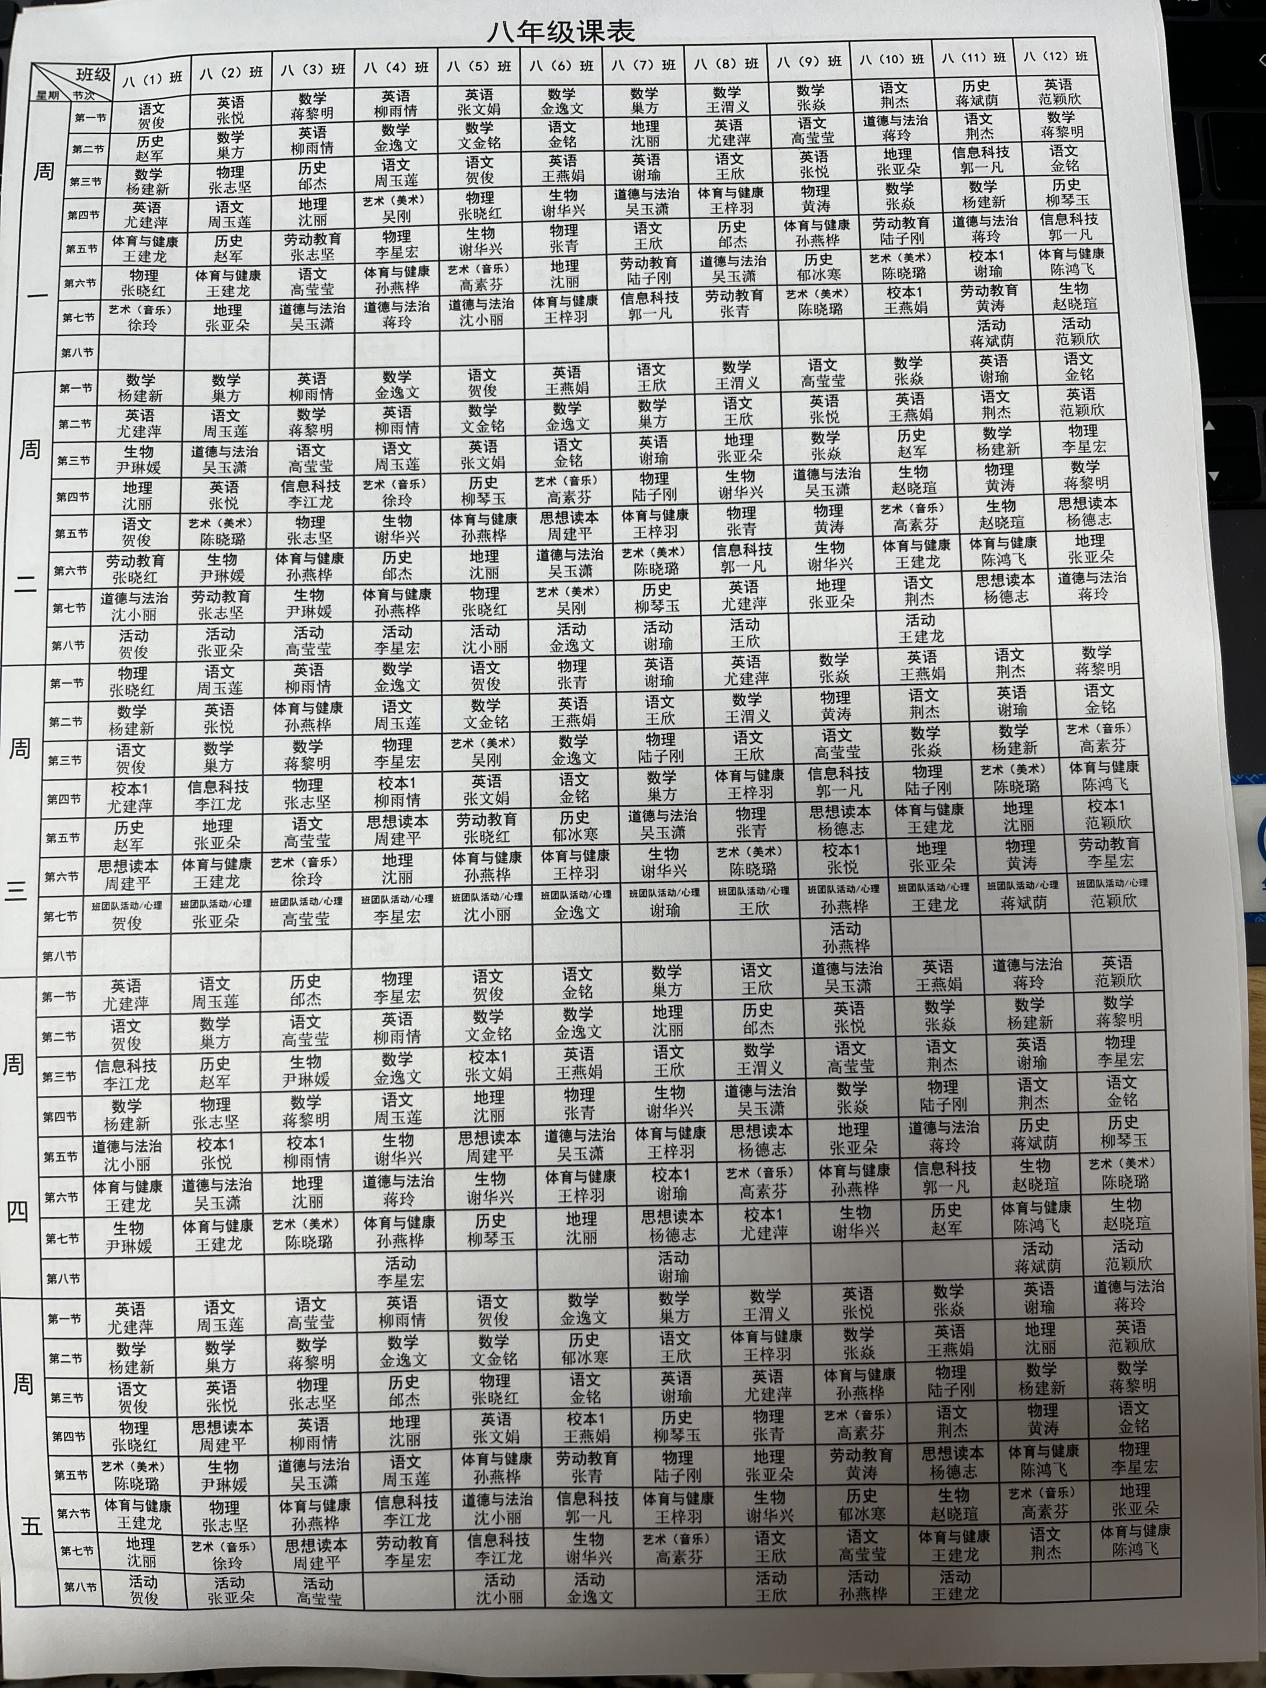 八年级课表
班级 八（1）班 八（2）班 八（3）班 八（4）班 八（5）班 八（6）班 八（7）班 八（8）班 八（9）班 八（10）班 八（11）班 八（12）班
星期 节次
周一
第一节 语文 英语 数学 英语 英语 数学 数学 数学 数学 语文 历史 英语
贺俊 张悦 蒋黎明 柳雨情 张文娟 金逸文 巢方 王渭义 张焱 荆杰 蒋斌荫 范颖欣
第二节 历史 数学 英语 数学 数学 语文 地理 英语 语文 道德与法治 语文 数学
赵军 巢方 柳雨情 金逸文 文金铭 金铭 沈丽 尤建萍 高莹莹 蒋玲 荆杰 蒋黎明
第三节 数学 物理 历史 语文 语文 英语 英语 语文 英语 地理 信息科技 语文
杨建新 张志坚 邰杰 周玉莲 贺俊 王燕娟 谢瑜 王欣 张悦 张亚朵 郭一凡 金铭
第四节 英语 语文 地理 艺术（美术） 物理 生物 道德与法治 体育与健康 物理 数学 数学 历史
尤建萍 周玉莲 沈丽 吴刚 张晓红 谢华兴 吴玉潇 王梓羽 黄涛 张焱 杨建新 柳琴玉
第五节 体育与健康 历史 劳动教育 物理 生物 物理 语文 历史 体育与健康 劳动教育 道德与法治 信息科技
王建龙 赵军 张志坚 李星宏 谢华兴 张青 王欣 邰杰 孙燕桦 陆子刚 蒋玲 郭一凡
第六节 物理 体育与健康 语文 体育与健康 艺术（音乐） 地理 劳动教育 道德与法治 历史 艺术（美术） 校本1 体育与健康
张晓红 王建龙 高莹莹 孙燕桦 高素芬 沈丽 陆子刚 吴玉潇 郁冰寒 陈晓璐 谢瑜 陈鸿飞
第七节 艺术（音乐） 地理 道德与法治 道德与法治 道德与法治 体育与健康 信息科技 劳动教育 艺术（美术） 校本1 劳动教育 生物
徐玲 张亚朵 吴玉潇 蒋玲 沈小丽 王梓羽 郭一凡 张青 陈晓璐 王燕娟 黄涛 赵晓瑄
第八节 活动 活动
蒋斌荫 范颖欣
周二
第一节 数学 数学 英语 数学 语文 英语 语文 数学 语文 数学 英语 语文
杨建新 巢方 柳雨情 金逸文 贺俊 王燕娟 王欣 王渭义 高莹莹 张焱 谢瑜 金铭
第二节 英语 语文 数学 英语 数学 数学 数学 语文 英语 英语 语文 英语
尤建萍 周玉莲 蒋黎明 柳雨情 文金铭 金逸文 巢方 王欣 张悦 王燕娟 荆杰 范颖欣
第三节 生物 道德与法治 语文 语文 英语 语文 英语 地理 数学 历史 数学 物理
尹琳媛 吴玉潇 高莹莹 周玉莲 张文娟 金铭 谢瑜 张亚朵 张焱 赵军 杨建新 李星宏
第四节 地理 英语 信息科技 艺术（音乐） 历史 艺术（音乐） 物理 生物 道德与法治 生物 物理 数学
沈丽 张悦 李江龙 徐玲 柳琴玉 高素芬 陆子刚 谢华兴 吴玉潇 赵晓瑄 黄涛 蒋黎明
第五节 语文 艺术（美术） 物理 生物 体育与健康 思想读本 体育与健康 物理 物理 艺术（音乐） 生物 思想读本
贺俊 陈晓璐 张志坚 谢华兴 孙燕桦 周建平 王梓羽 张青 黄涛 高素芬 赵晓瑄 杨德志
第六节 劳动教育 生物 体育与健康 历史 地理 道德与法治 艺术（美术） 信息科技 生物 体育与健康 体育与健康 地理
张晓红 尹琳媛 孙燕桦 邰杰 沈丽 吴玉潇 陈晓璐 郭一凡 谢华兴 王建龙 陈鸿飞 张亚朵
第七节 道德与法治 劳动教育 生物 体育与健康 物理 艺术（美术） 历史 英语 地理 语文 思想读本 道德与法治
沈小丽 张志坚 尹琳媛 孙燕桦 张晓红 吴刚 柳琴玉 尤建萍 张亚朵 荆杰 杨德志 蒋玲
第八节 活动 活动 活动 活动 活动 活动 活动 活动 活动
贺俊 张亚朵 高莹莹 李星宏 沈小丽 金逸文 谢瑜 王欣 王建龙
周三
第一节 物理 语文 英语 数学 语文 物理 英语 英语 数学 英语 语文 数学
张晓红 周玉莲 柳雨情 金逸文 贺俊 张青 谢瑜 尤建萍 张焱 王燕娟 荆杰 蒋黎明
第二节 数学 英语 体育与健康 语文 数学 英语 语文 数学 物理 语文 英语 语文
杨建新 张悦 孙燕桦 周玉莲 文金铭 王燕娟 王欣 王渭义 黄涛 荆杰 谢瑜 金铭
第三节 语文 数学 数学 物理 艺术（美术） 数学 物理 语文 语文 数学 数学 艺术（音乐）
贺俊 巢方 蒋黎明 李星宏 吴刚 金逸文 陆子刚 王欣 高莹莹 张焱 杨建新 高素芬
第四节 校本1 信息科技 物理 校本1 英语 语文 数学 体育与健康 信息科技 物理 艺术（美术） 体育与健康
尤建萍 李江龙 张志坚 柳雨情 张文娟 金铭 巢方 王梓羽 郭一凡 陆子刚 陈晓璐 陈鸿飞
第五节 历史 地理 语文 思想读本 劳动教育 历史 道德与法治 物理 思想读本 体育与健康 地理 校本1
赵军 张亚朵 高莹莹 周建平 张晓红 郁冰寒 吴玉潇 张青 杨德志 王建龙 沈丽 范颖欣
第六节 思想读本 体育与健康 艺术（音乐） 地理 体育与健康 体育与健康 生物 艺术（美术） 校本1 地理 物理 劳动教育
周建平 王建龙 徐玲 沈丽 孙燕桦 王梓羽 谢华兴 陈晓璐 张悦 张亚朵 黄涛 李星宏
第七节 班团队活动/心理 班团队活动/心理 班团队活动/心理 班团队活动/心理 班团队活动/心理 班团队活动/心理 班团队活动/心理 班团队活动/心理 班团队活动/心理 班团队活动/心理 班团队活动/心理 班团队活动/心理
贺俊 张亚朵 高莹莹 李星宏 沈小丽 金逸文 谢瑜 王欣 孙燕桦 王建龙 蒋斌荫 范颖欣
第八节 活动
孙燕桦
周四
第一节 英语 语文 历史 物理 语文 语文 数学 语文 道德与法治 英语 道德与法治 英语
尤建萍 周玉莲 邰杰 李星宏 贺俊 金铭 巢方 王欣 吴玉潇 王燕娟 蒋玲 范颖欣
第二节 语文 数学 语文 英语 数学 数学 地理 历史 英语 数学 数学 数学
贺俊 巢方 高莹莹 柳雨情 文金铭 金逸文 沈丽 邰杰 张悦 张焱 杨建新 蒋黎明
第三节 信息科技 历史 生物 数学 校本1 英语 语文 数学 语文 语文 英语 物理
李江龙 赵军 尹琳媛 金逸文 张文娟 王燕娟 王欣 王渭义 高莹莹 荆杰 谢瑜 李星宏
第四节 数学 物理 数学 语文 地理 物理 生物 道德与法治 数学 物理 语文 语文
杨建新 张志坚 蒋黎明 周玉莲 沈丽 张青 谢华兴 吴玉潇 张焱 陆子刚 荆杰 金铭
第五节 道德与法治 校本1 校本1 生物 思想读本 道德与法治 体育与健康 思想读本 地理 道德与法治 历史 历史
沈小丽 张悦 柳雨情 谢华兴 周建平 吴玉潇 王梓羽 杨德志 张亚朵 蒋玲 蒋斌荫 柳琴玉
第六节 体育与健康 道德与法治 地理 道德与法治 生物 体育与健康 校本1 艺术（音乐） 体育与健康 信息科技 生物 艺术（美术）
王建龙 吴玉潇 沈丽 蒋玲 谢华兴 王梓羽 谢瑜 高素芬 孙燕桦 郭一凡 赵晓瑄 陈晓璐
第七节 生物 体育与健康 艺术（美术） 体育与健康 历史 地理 思想读本 校本1 生物 历史 体育与健康 生物
尹琳媛 王建龙 陈晓璐 孙燕桦 柳琴玉 沈丽 杨德志 尤建萍 谢华兴 赵军 陈鸿飞 赵晓瑄
第八节 活动 活动 活动 活动
李星宏 谢瑜 蒋斌荫 范颖欣
周五
第一节 英语 语文 语文 英语 语文 数学 数学 数学 英语 数学 英语 道德与法治
尤建萍 周玉莲 高莹莹 柳雨情 贺俊 金逸文 巢方 王渭义 张悦 张焱 谢瑜 蒋玲
第二节 数学 数学 数学 数学 数学 历史 语文 体育与健康 数学 英语 地理 英语
杨建新 巢方 蒋黎明 金逸文 文金铭 郁冰寒 王欣 王梓羽 张焱 王燕娟 沈丽 范颖欣
第三节 语文 英语 物理 历史 物理 语文 英语 英语 体育与健康 物理 数学 数学
贺俊 张悦 张志坚 邰杰 张晓红 金铭 谢瑜 尤建萍 孙燕桦 陆子刚 杨建新 蒋黎明
第四节 物理 思想读本 英语 地理 英语 校本1 历史 物理 艺术（音乐） 语文 物理 语文
张晓红 周建平 柳雨情 沈丽 张文娟 王燕娟 柳琴玉 张青 高素芬 荆杰 黄涛 金铭
第五节 艺术（美术） 生物 道德与法治 语文 体育与健康 劳动教育 物理 地理 劳动教育 思想读本 体育与健康 物理
陈晓璐 尹琳媛 吴玉潇 周玉莲 孙燕桦 张青 陆子刚 张亚朵 黄涛 杨德志 陈鸿飞 李星宏
第六节 体育与健康 物理 体育与健康 信息科技 道德与法治 信息科技 体育与健康 生物 历史 生物 艺术（音乐） 地理
王建龙 张志坚 孙燕桦 李江龙 沈小丽 郭一凡 王梓羽 谢华兴 郁冰寒 赵晓瑄 高素芬 张亚朵
第七节 地理 艺术（音乐） 思想读本 劳动教育 信息科技 生物 艺术（音乐） 语文 语文 体育与健康 语文 体育与健康
沈丽 徐玲 周建平 李星宏 李江龙 谢华兴 高素芬 王欣 高莹莹 王建龙 荆杰 陈鸿飞
第八节 活动 活动 活动 活动 活动 活动 活动 活动
贺俊 张亚朵 高莹莹 沈小丽 金逸文 王欣 孙燕桦 王建龙